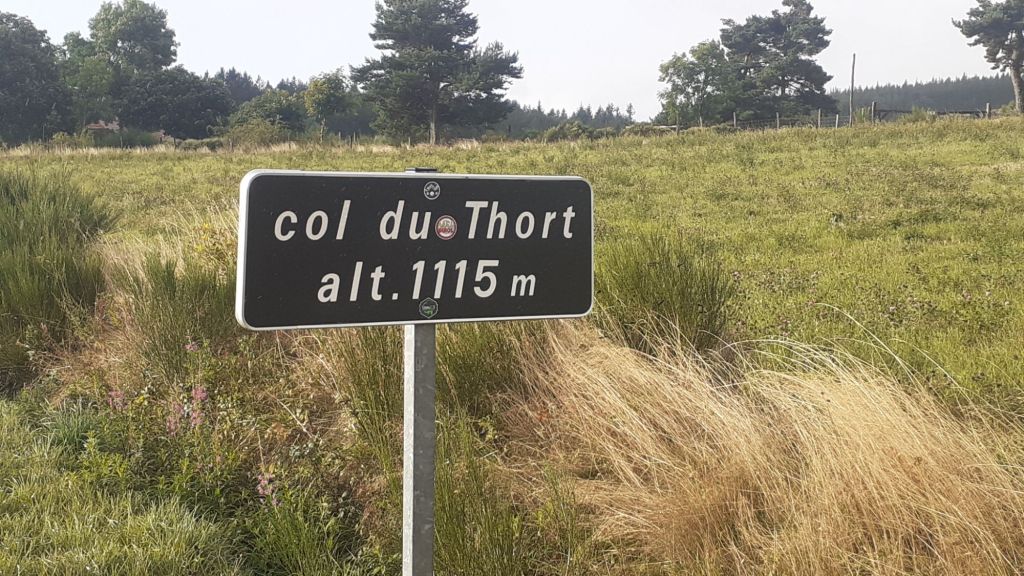 col du Thort
alt. 1115 m